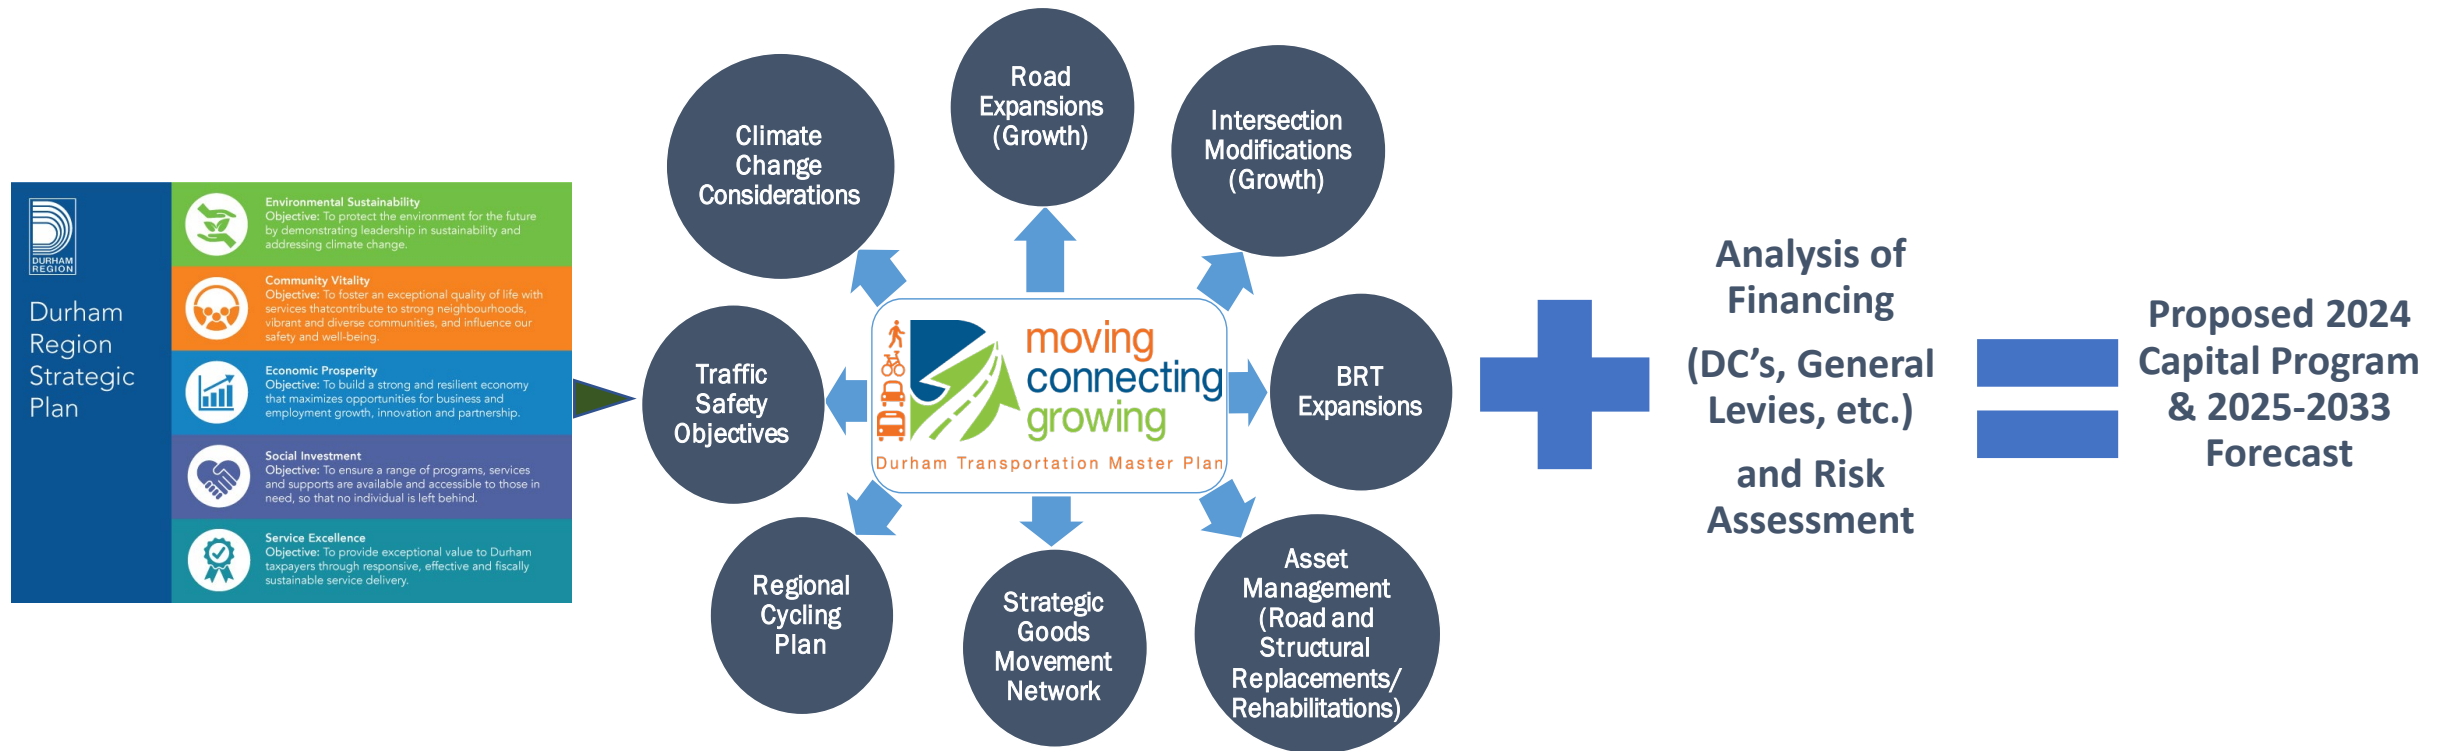 DURHAM
REGION
Durham
Region
Strategic
Plan
Environmental Sustainability
Objective: To protect the environment for the future
by demonstrating leadership in sustainability and
addressing climate change.
Community Vitality
Objective: To foster an exceptional quality of life with
services thatcontribute to strong neighbourhoods,
vibrant and diverse communities, and influence our
safety and well-being.
Economic Prosperity
Objective: To build a strong and resilient economy
that maximizes opportunities for business and
employment growth, innovation and partnership.
Social Investment
Objective: To ensure a range of programs, services
and supports are available and accessible to those in
need, so that no individual is left behind.
Service Excellence
Objective: To provide exceptional value to Durham
taxpayers through responsive, effective and fiscally
sustainable service delivery.
Climate
Change
Considerations
Road
Expansions
(Growth)
Intersection
Modifications
(Growth)
Traffic
Safety
Objectives
moving
connecting
growing
Durham Transportation Master Plan
BRT
Expansions
Regional
Cycling
Plan
Strategic
Goods
Movement
Network
Asset
Management
(Road and
Structural
Replacements/
Rehabilitations)
Analysis of
Financing
(DC's, General
Levies, etc.)
and Risk
Assessment
Proposed 2024
Capital Program
& 2025-2033
Forecast